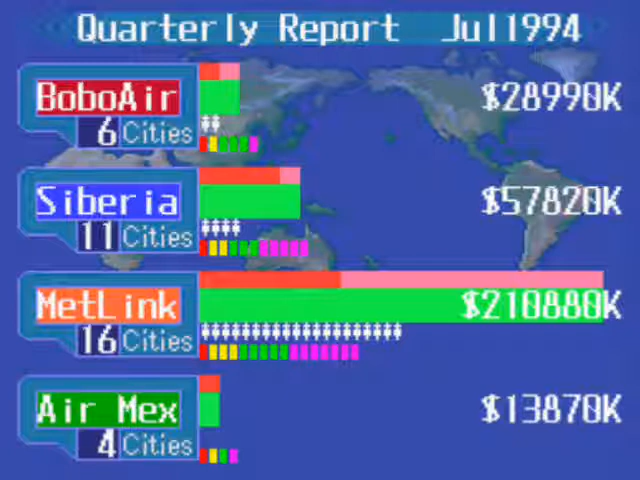 Quarterly Report Jul1994
BoboAir
6 Cities
$28990K
Siberia
11 Cities
$57820K
MetLink
16 Cities
$210880K
Air Mex
4 Cities
$13870K